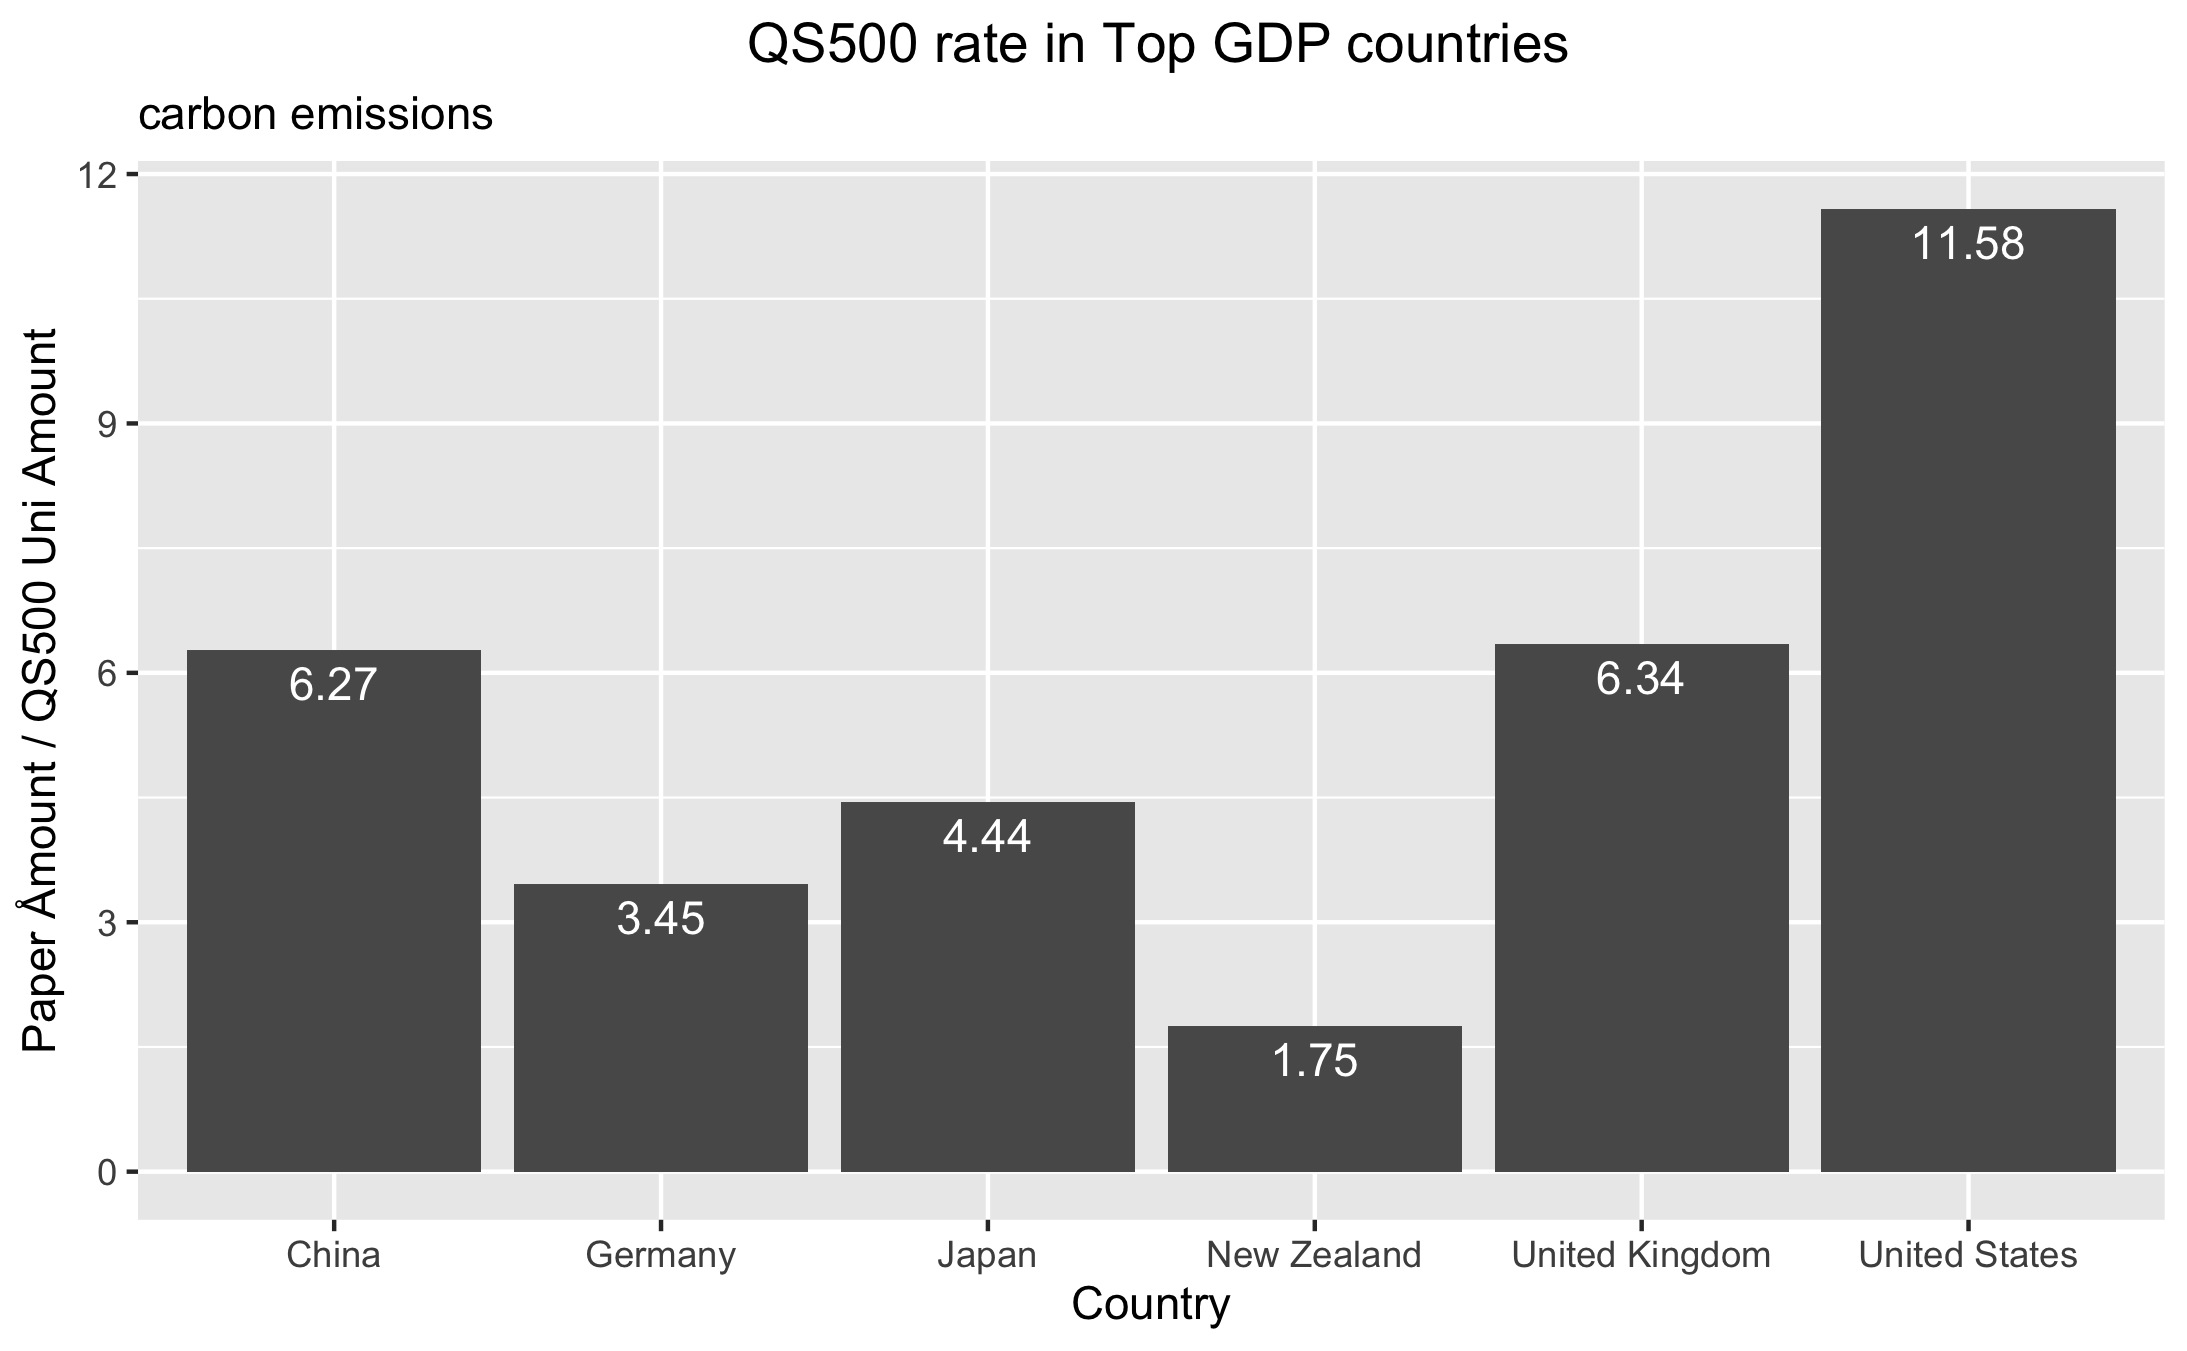 QS500 rate in Top GDP countries
carbon emissions
Paper Åmount / QS500 Uni Amount
12
9
6
3
0
6.27
3.45
4.44
1.75
6.34
11.58
China Germany Japan New Zealand United Kingdom United States
Country